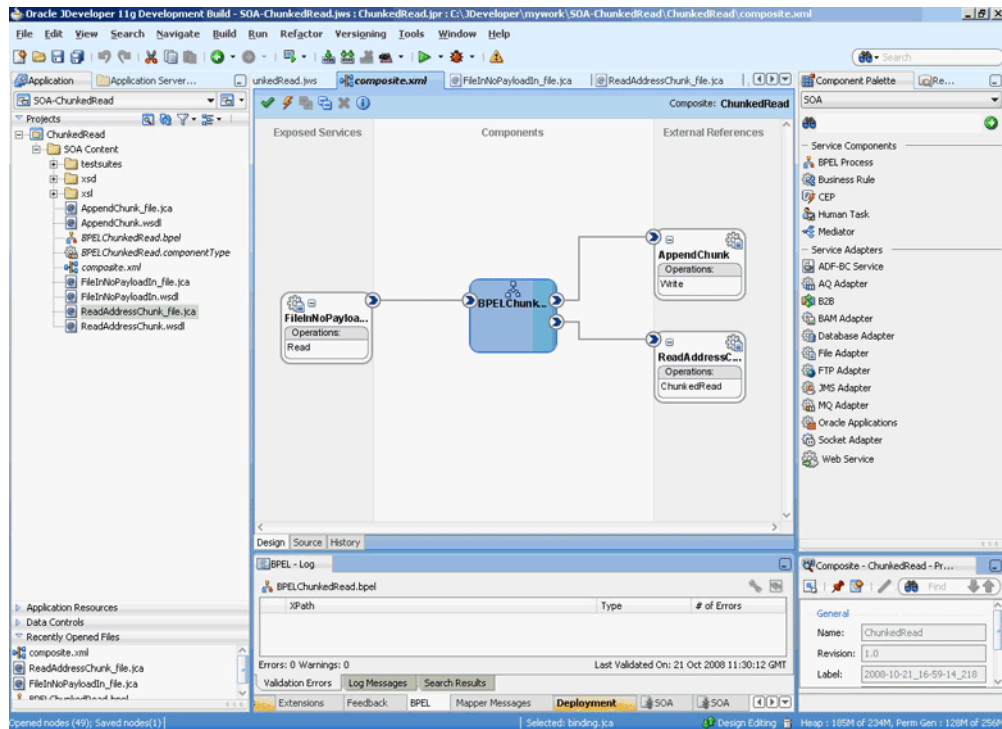 Oracle JDeveloper 11g Development Build - SOA-ChunkedRead.jws : ChunkedRead.jpr : C:\JDeveloper\mywork\SOA-ChunkedRead\ChunkedRead\composite.xml
File Edit View Search Navigate Build Run Refactor Versioning Tools Window Help
Search
Application
Application Server...
unkedRead.jws
composite.xml
FileInNoPayloadIn_file.jca
ReadAddressChunk_file.jca
Component Palette
Re...
SOA-ChunkedRead
Composite: ChunkedRead
SOA
Projects
ChunkedRead
SOA Content
testsuites
xsd
xsl
AppendChunk_file.jca
AppendChunk.wsdl
BPELChunkedRead.bpel
BPELChunkedRead.componentType
composite.xml
FileInNoPayloadIn_file.jca
FileInNoPayloadIn.wsdl
ReadAddressChunk_file.jca
ReadAddressChunk.wsdl
Application Resources
Data Controls
Recently Opened Files
composite.xml
ReadAddressChunk_file.jca
FileInNoPayloadIn_file.jca
BPELChunkedRead.bpel
Exposed Services
Components
External References
FileInNoPayloa...
Operations:
Read
BPELChunk...
AppendChunk
Operations:
Write
ReadAddressC...
Operations:
ChunkedRead
Design Source History
BPEL - Log
BPELChunkedRead.bpel
XPath Type # of Errors
Errors: 0 Warnings: 0
Last Validated On: 21 Oct 2008 11:30:12 GMT
Validation Errors Log Messages Search Results
Extensions Feedback BPEL Mapper Messages Deployment SOA SOA
Service Components
BPEL Process
Business Rule
CEP
Human Task
Mediator
Service Adapters
ADF-BC Service
AQ Adapter
B2B
BAM Adapter
Database Adapter
File Adapter
FTP Adapter
JMS Adapter
MQ Adapter
Oracle Applications
Socket Adapter
Web Service
Composite - ChunkedRead - Pr...
Find
General
Name: ChunkedRead
Revision: 1.0
Label: 2008-10-21_16-59-14_218
Opened nodes (49); Saved nodes(1)
Selected: binding.jca
Design Editing
Heap : 185M of 234M, Perm Gen : 128M of 256M